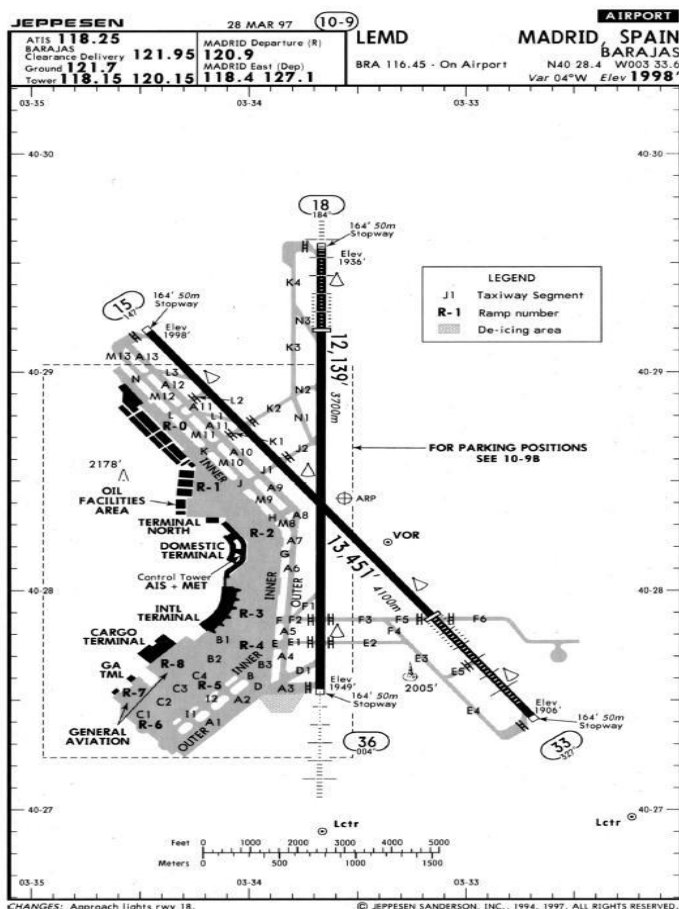 JEPPESEN 28 MAR 97 10-9 AIRPORT
ATIS 118.25
BARAJAS
Clearance Delivery 121.95
Ground 121.7
Tower 118.15 120.15
MADRID Departure (R)
120.9
MADRID East (Dep)
118.4 127.1
LEMD MADRID, SPAIN
BARAJAS
BRA 116.45 - On Airport N40 28.4 W003 33.6
Var 04°W Elev 1998'
03-35 03-34 03-33
40-30
18
184°
164' 50m
Stopway
Elev
1936'
K4
LEGEND
J1 Taxiway Segment
R-1 Ramp number
De-icing area
15
147°
164' 50m
Stopway
Elev
1998'
N3
K3
12,139'
3700m
M13 A13
40-29
N
L3
A12
M12
A11
L2
N2
K2
N1
L
L1
A11
R-0
M11
K1
J2
FOR PARKING POSITIONS
SEE 10-9B
K
A10
M10
INNER
J1
2178'
R-1
J
A9
M9
ARP
OIL
FACILITIES
AREA
H
A8
M8
TERMINAL
NORTH
R-2
A7
VOR
DOMESTIC
TERMINAL
G
A6
13,451'
4100m
40-28
Control Tower
AIS + MET
INNER
OUTER
INTL
TERMINAL
R-3
F1
F F2 F3 F5 F6
A5
F4
CARGO
TERMINAL
B1
R-4
E E1 E2
A4
E3
R-8
B2
INNER
B3
GA
TML
C4
B
D1
E5
2005'
R-7
C3
R-5
D
A3
Elev
1949'
Elev
1906'
C2
I2
A2
164' 50m
Stopway
E4
164' 50m
Stopway
C1
I1
A1
R-6
GENERAL
AVIATION
OUTER
36
004°
33
327°
40-27
Lctr Lctr
Feet 0 1000 2000 3000 4000 5000
Meters 0 500 1000 1500
03-35 03-34 03-33
CHANGES: Approach lights rwy 18. © JEPPESEN SANDERSON, INC., 1994, 1997. ALL RIGHTS RESERVED.